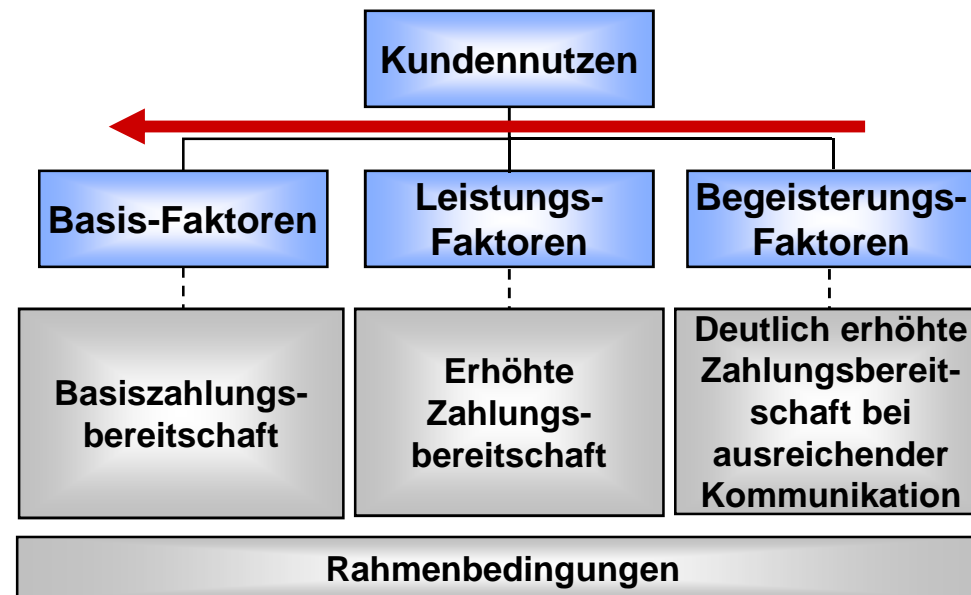 Kundennutzen
Basis-Faktoren
Leistungs-
Faktoren
Begeisterungs-
Faktoren
Basiszahlungs-
bereitschaft
Erhöhte
Zahlungs-
bereitschaft
Deutlich erhöhte
Zahlungsbereit-
schaft bei
ausreichender
Kommunikation
Rahmenbedingungen